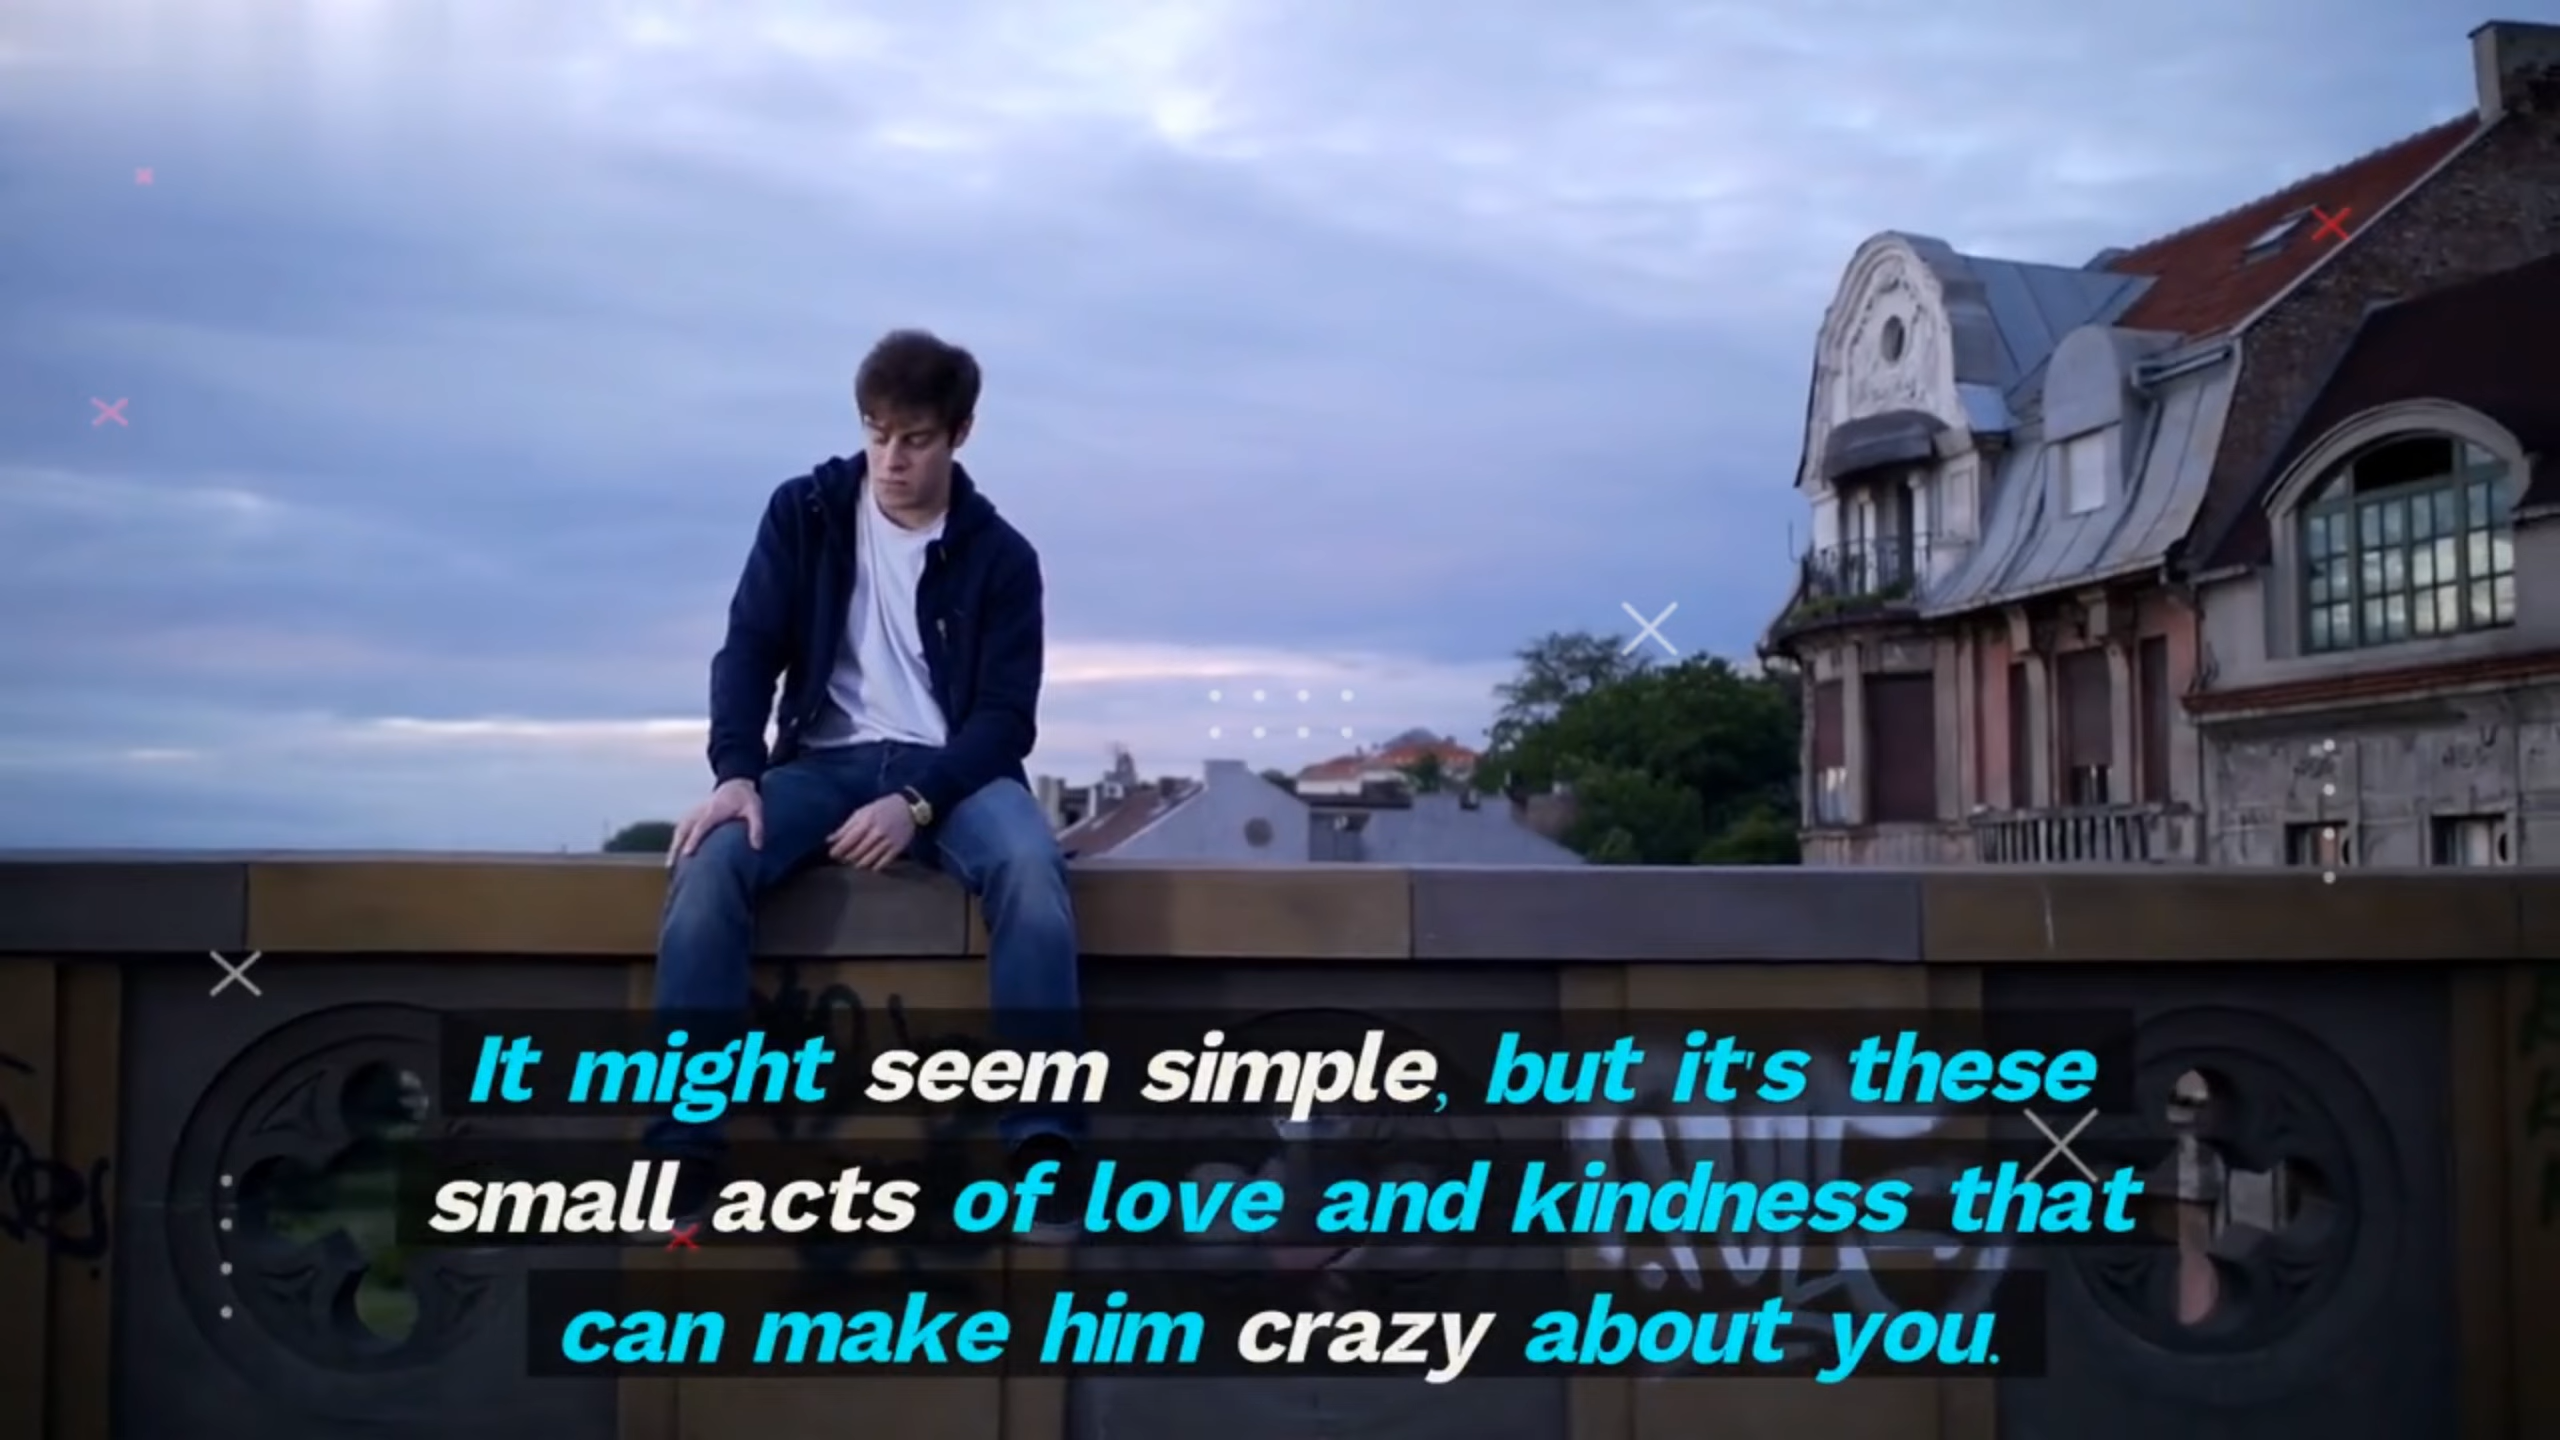 It might seem simple, but it's these
small acts of love and kindness that
can make him crazy about you.